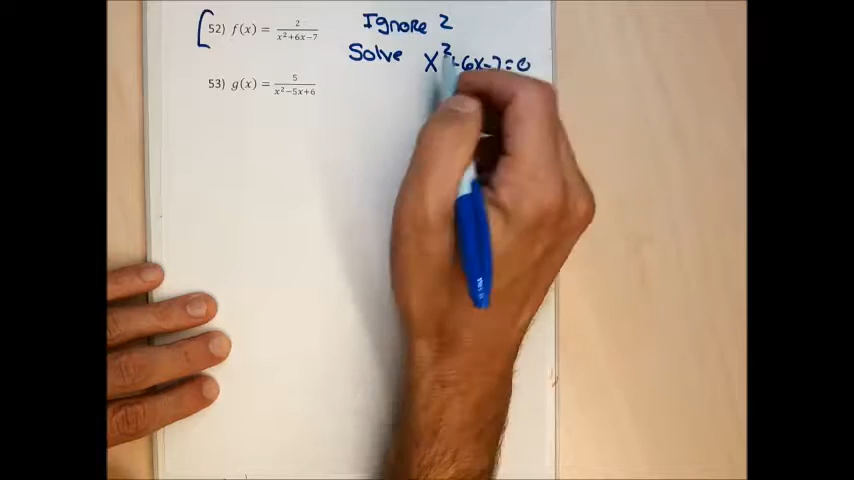 52) f(x) = 2/(x²+6x−7)
Ignore 2
Solve x²+6x-7=0
53) g(x) = 5/(x²−5x+6)